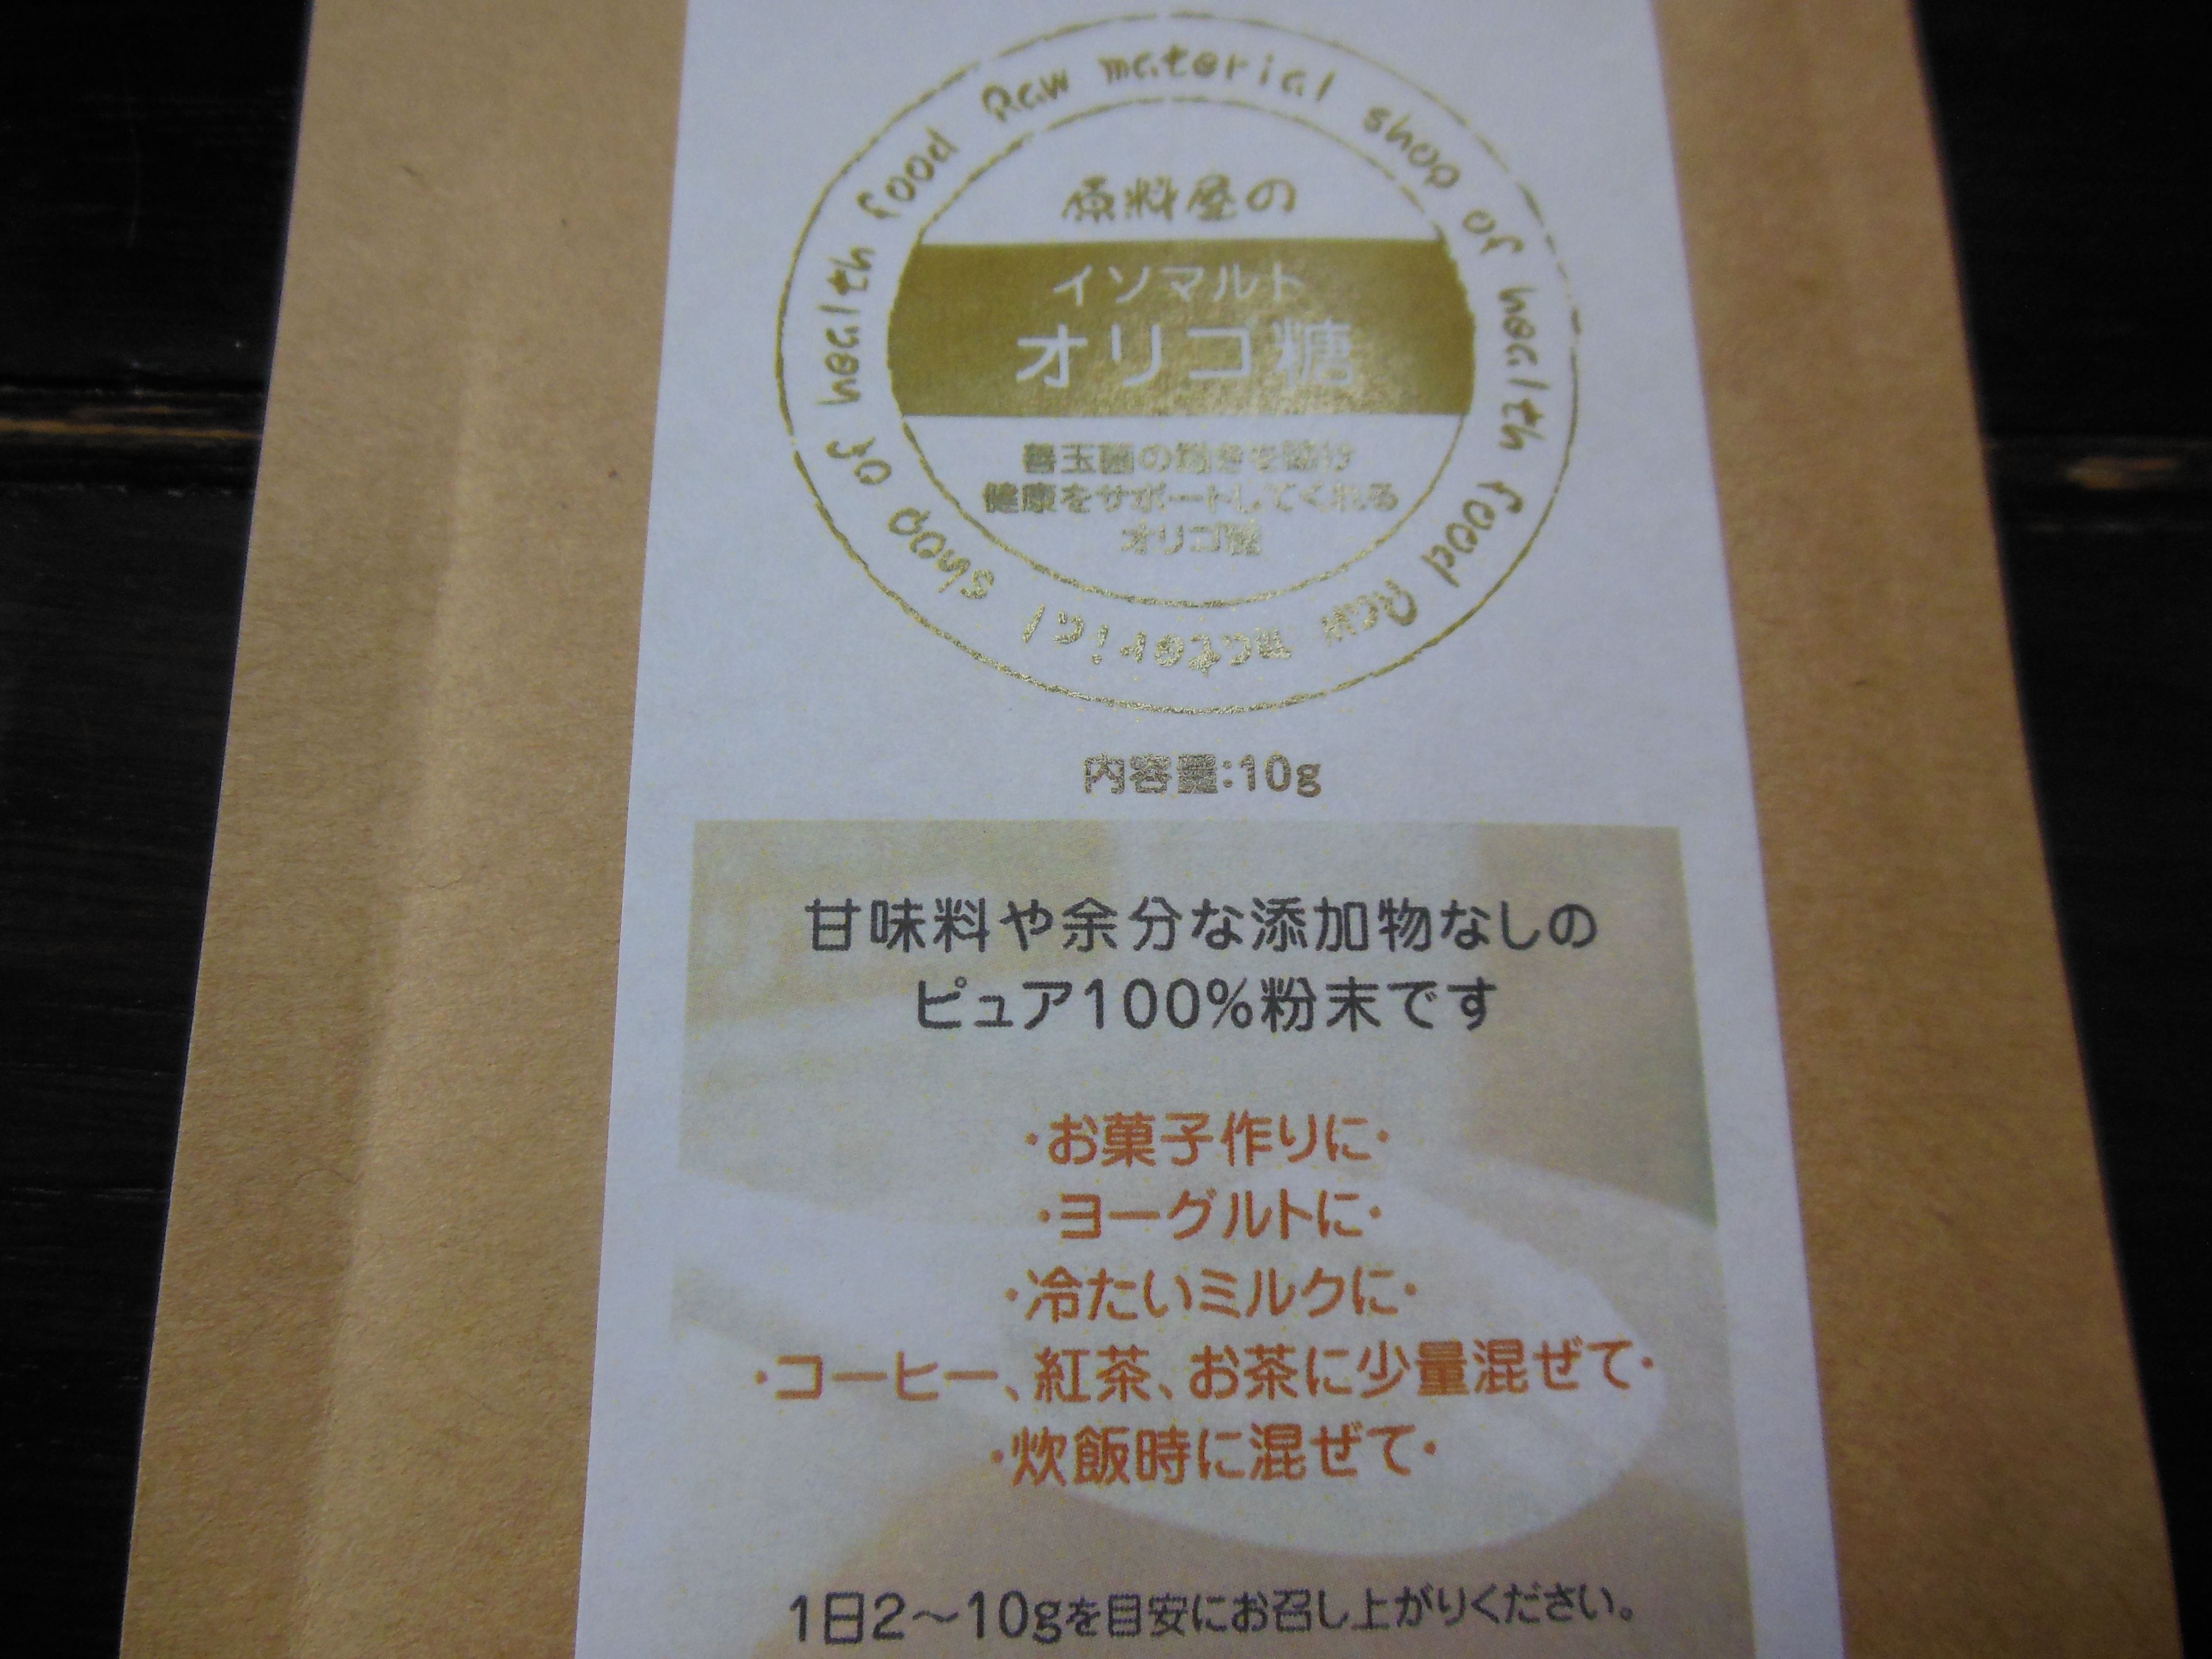 Raw material shop of health food Raw material shop of health food
原料屋の
イソマルト
オリゴ糖
善玉菌の働きを助け
健康をサポートしてくれる
オリゴ糖
内容量:10g
甘味料や余分な添加物なしの
ピュア100%粉末です
・お菓子作りに・
・ヨーグルトに・
・冷たいミルクに・
・コーヒー、紅茶、お茶に少量混ぜて・
・炊飯時に混ぜて・
1日2〜10gを目安にお召し上がりください。